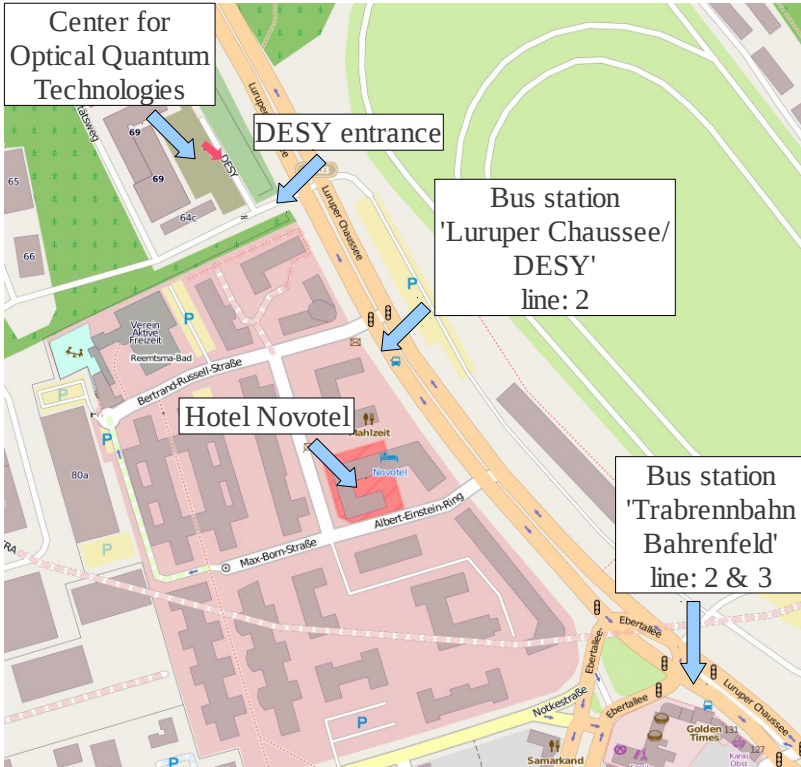 Center for
Optical Quantum
Technologies
DESY entrance
Bus station
'Luruper Chaussee/
DESY'
line: 2
Hotel Novotel
Bus station
'Trabrennbahn
Bahrenfeld'
line: 2 & 3
Luruper
Luruper Chaussee
DESY
69
69
64c
65
66
P
P
Verein
Aktive
Freizeit
Reemtsma-Bad
Bertrand-Russell-Straße
P
P
80a
P
Mahlzeit
Novotel
Albert-Einstein-Ring
Max-Born-Straße
Ebertallee
Ebertallee
Ebertallee
Luruper Chaussee
Notkestraße
P
P
Golden
Times
131
127
Kanki
Obst
Samarkand